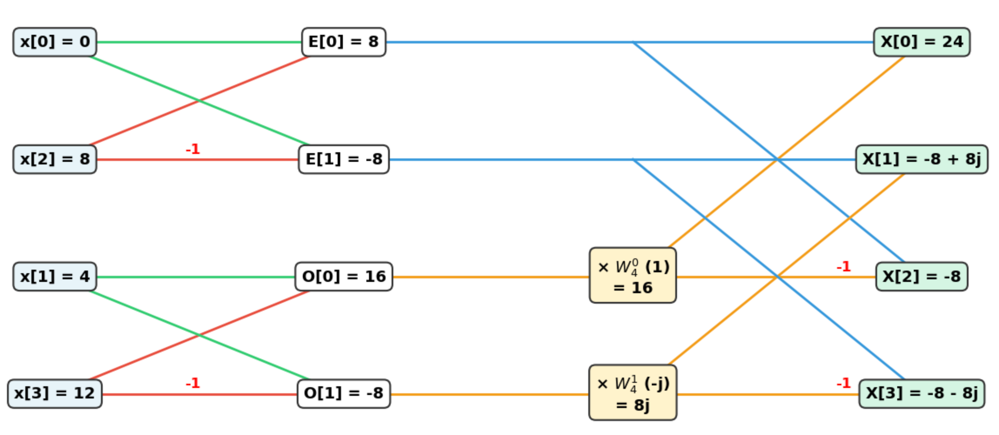 x[0] = 0
E[0] = 8
X[0] = 24
x[2] = 8
-1
E[1] = -8
X[1] = -8 + 8j
x[1] = 4
O[0] = 16
× W₄⁰ (1)
= 16
-1
X[2] = -8
x[3] = 12
-1
O[1] = -8
× W₄¹ (-j)
= 8j
-1
X[3] = -8 - 8j